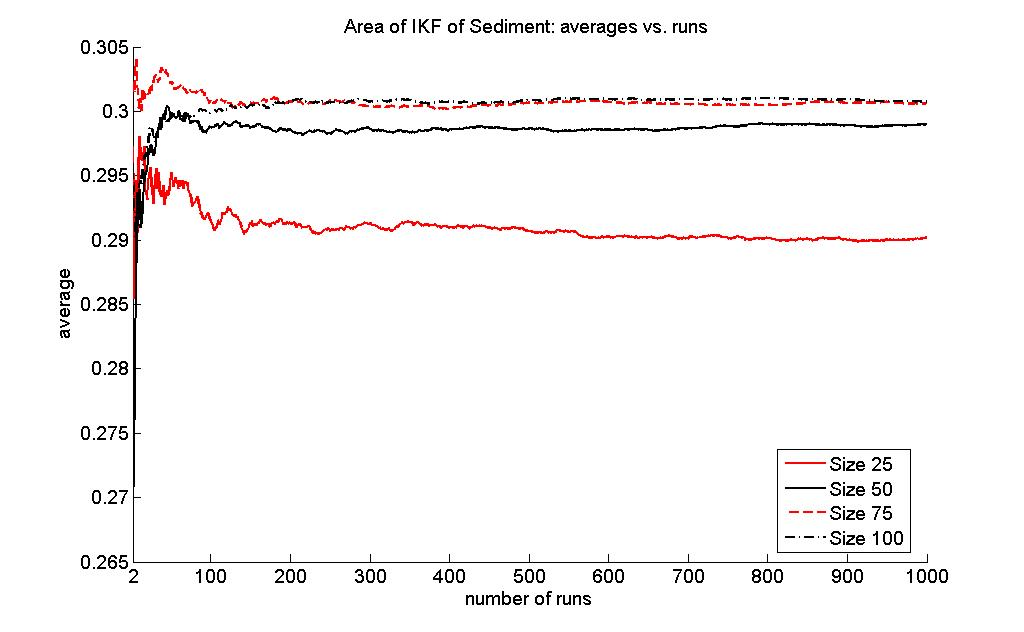 Area of IKF of Sediment: averages vs. runs
0.305
0.3
0.295
0.29
0.285
0.28
0.275
0.27
0.265
average
2 100 200 300 400 500 600 700 800 900 1000
number of runs
Size 25
Size 50
Size 75
Size 100